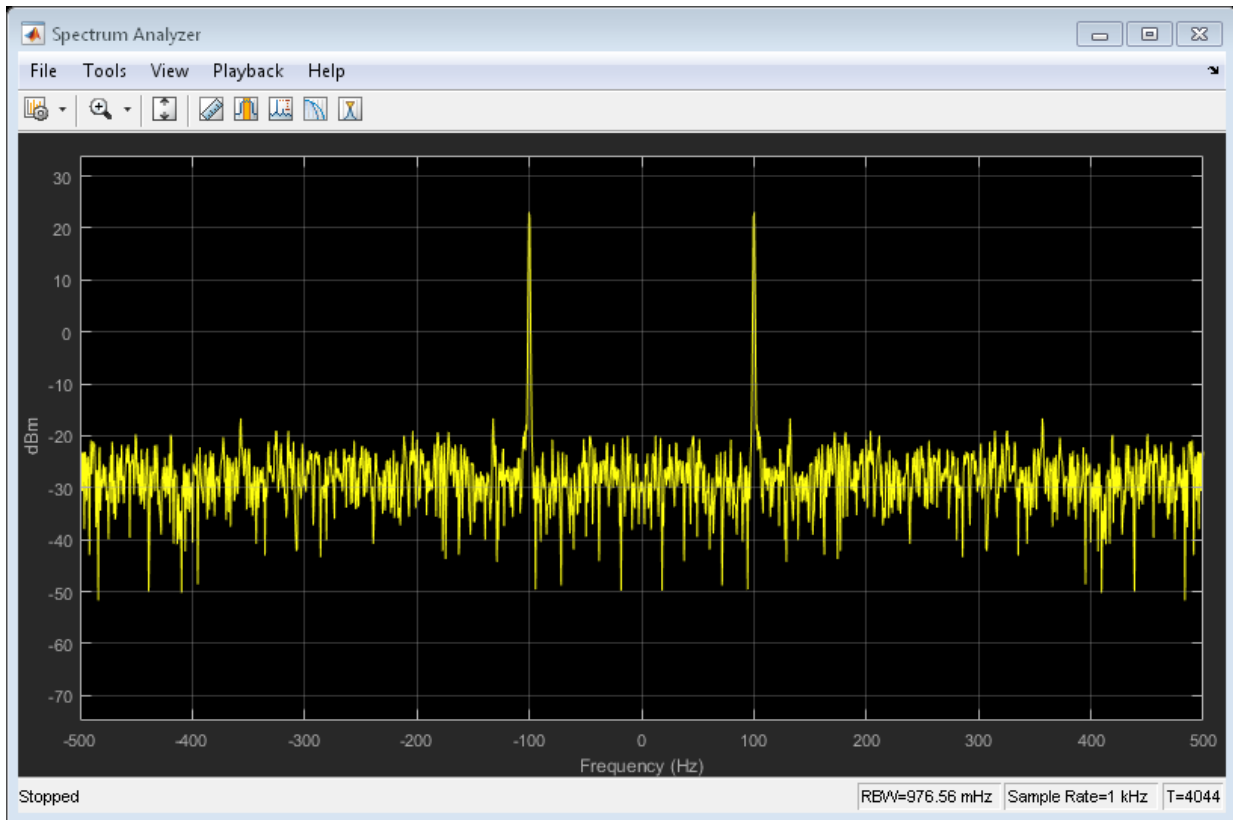 Spectrum Analyzer
File Tools View Playback Help
30
20
10
0
-10
-20
-30
-40
-50
-60
-70
dBm
-500 -400 -300 -200 -100 0 100 200 300 400 500
Frequency (Hz)
Stopped RBW=976.56 mHz Sample Rate=1 kHz T=4044